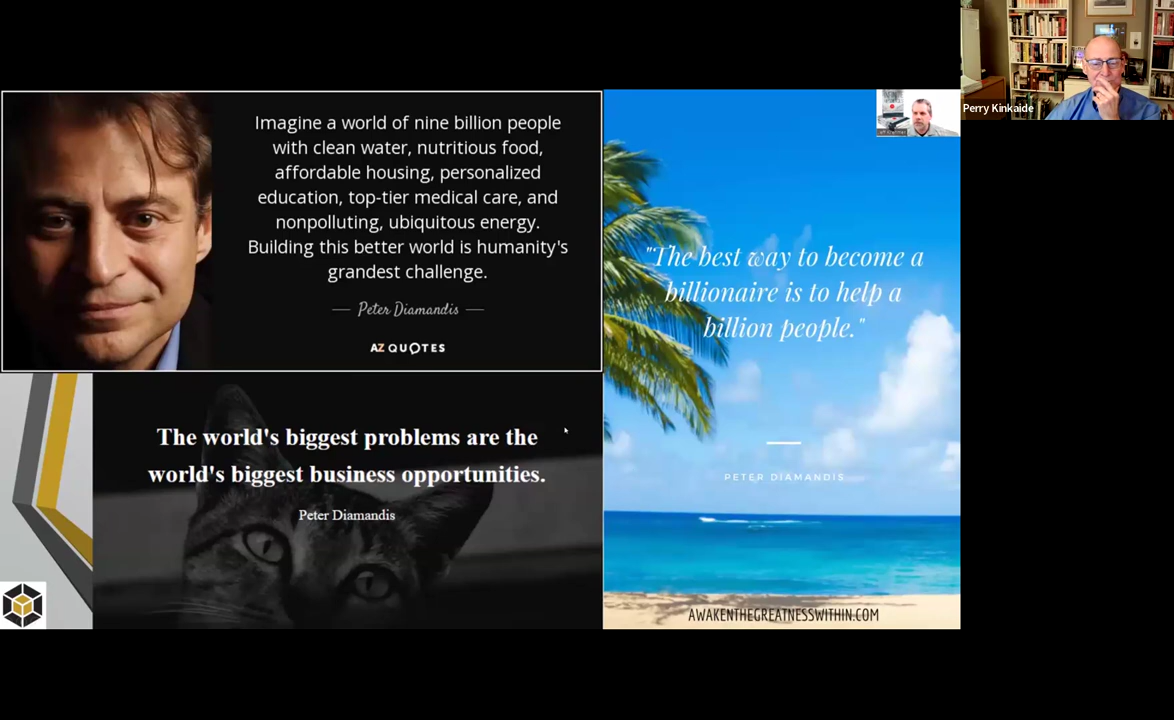 Imagine a world of nine billion people
with clean water, nutritious food,
affordable housing, personalized
education, top-tier medical care, and
nonpolluting, ubiquitous energy.
Building this better world is humanity's
grandest challenge.
Peter Diamandis
AZ QUOTES
The world's biggest problems are the
world's biggest business opportunities.
Peter Diamandis
"The best way to become a
billionaire is to help a
billion people."
PETER DIAMANDIS
AWAKENTHEGREATNESSWITHIN.COM
Perry Kinkaide